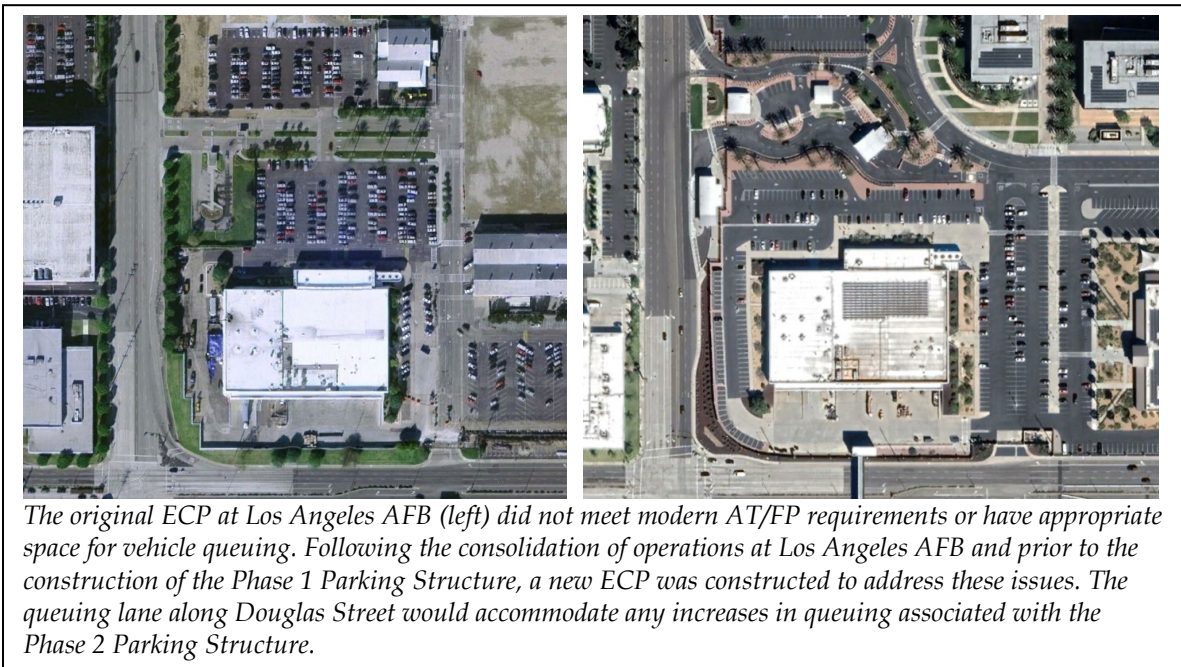 The original ECP at Los Angeles AFB (left) did not meet modern AT/FP requirements or have appropriate
space for vehicle queuing. Following the consolidation of operations at Los Angeles AFB and prior to the
construction of the Phase 1 Parking Structure, a new ECP was constructed to address these issues. The
queuing lane along Douglas Street would accommodate any increases in queuing associated with the
Phase 2 Parking Structure.